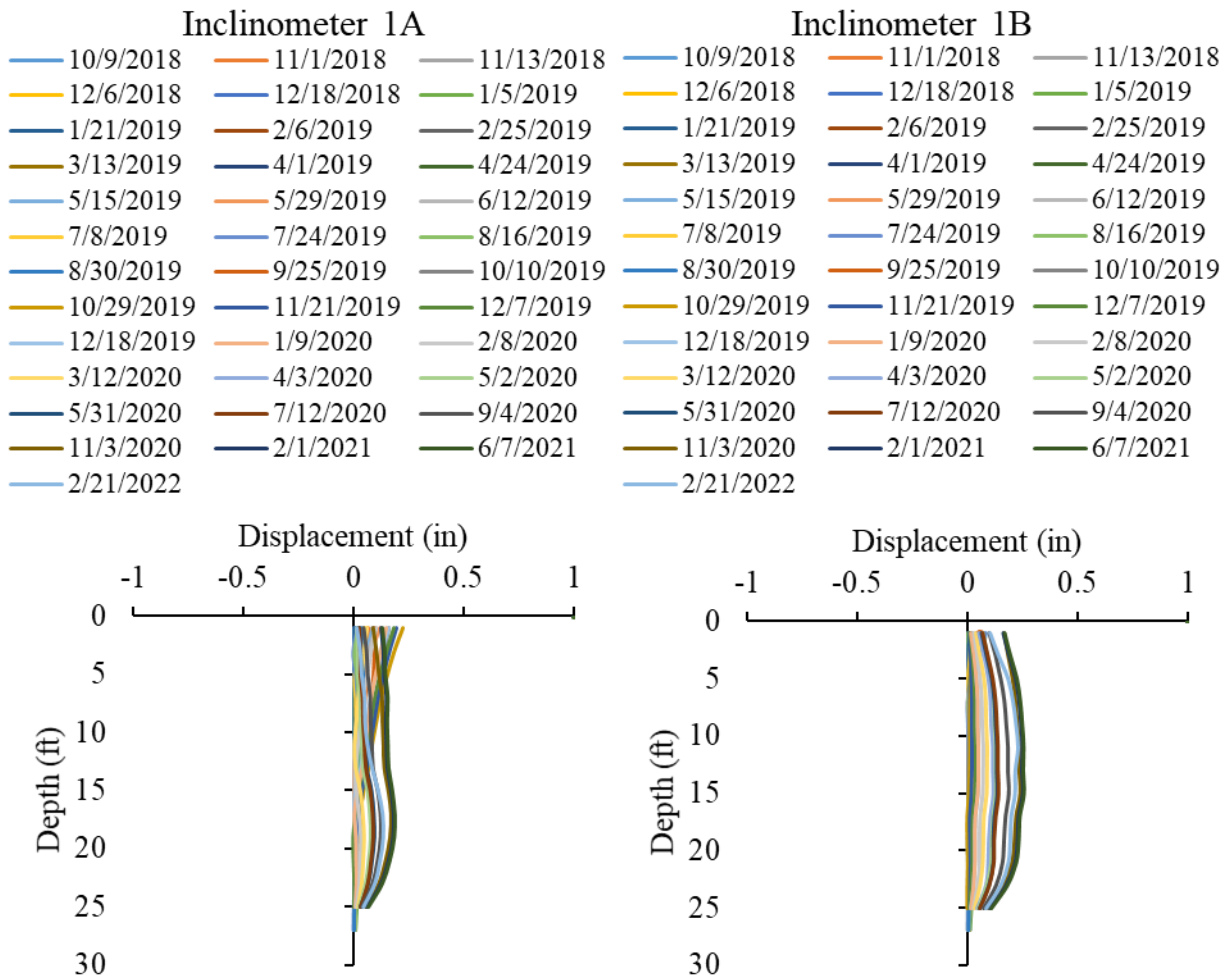 Inclinometer 1A
10/9/2018 11/1/2018 11/13/2018
12/6/2018 12/18/2018 1/5/2019
1/21/2019 2/6/2019 2/25/2019
3/13/2019 4/1/2019 4/24/2019
5/15/2019 5/29/2019 6/12/2019
7/8/2019 7/24/2019 8/16/2019
8/30/2019 9/25/2019 10/10/2019
10/29/2019 11/21/2019 12/7/2019
12/18/2019 1/9/2020 2/8/2020
3/12/2020 4/3/2020 5/2/2020
5/31/2020 7/12/2020 9/4/2020
11/3/2020 2/1/2021 6/7/2021
2/21/2022
Displacement (in)
-1 -0.5 0 0.5 1
0
5
10
15
20
25
30
Depth (ft)
Inclinometer 1B
10/9/2018 11/1/2018 11/13/2018
12/6/2018 12/18/2018 1/5/2019
1/21/2019 2/6/2019 2/25/2019
3/13/2019 4/1/2019 4/24/2019
5/15/2019 5/29/2019 6/12/2019
7/8/2019 7/24/2019 8/16/2019
8/30/2019 9/25/2019 10/10/2019
10/29/2019 11/21/2019 12/7/2019
12/18/2019 1/9/2020 2/8/2020
3/12/2020 4/3/2020 5/2/2020
5/31/2020 7/12/2020 9/4/2020
11/3/2020 2/1/2021 6/7/2021
2/21/2022
Displacement (in)
-1 -0.5 0 0.5 1
0
5
10
15
20
25
30
Depth (ft)